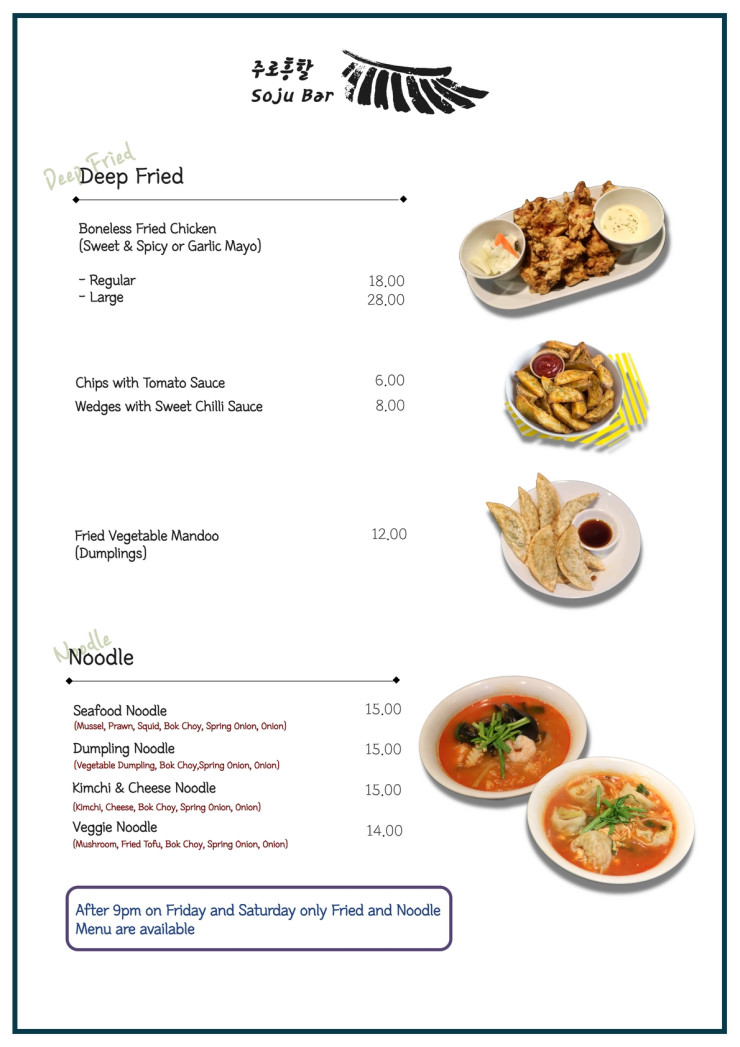 주로흥할
Soju Bar
Deep Fried
Deep Fried
Boneless Fried Chicken
(Sweet & Spicy or Garlic Mayo)
- Regular 18.00
- Large 28.00
Chips with Tomato Sauce 6.00
Wedges with Sweet Chilli Sauce 8.00
Fried Vegetable Mandoo 12.00
(Dumplings)
Noodle
Noodle
Seafood Noodle 15.00
(Mussel, Prawn, Squid, Bok Choy, Spring Onion, Onion)
Dumpling Noodle 15.00
(Vegetable Dumpling, Bok Choy,Spring Onion, Onion)
Kimchi & Cheese Noodle 15.00
(Kimchi, Cheese, Bok Choy, Spring Onion, Onion)
Veggie Noodle 14.00
(Mushroom, Fried Tofu, Bok Choy, Spring Onion, Onion)
After 9pm on Friday and Saturday only Fried and Noodle
Menu are available